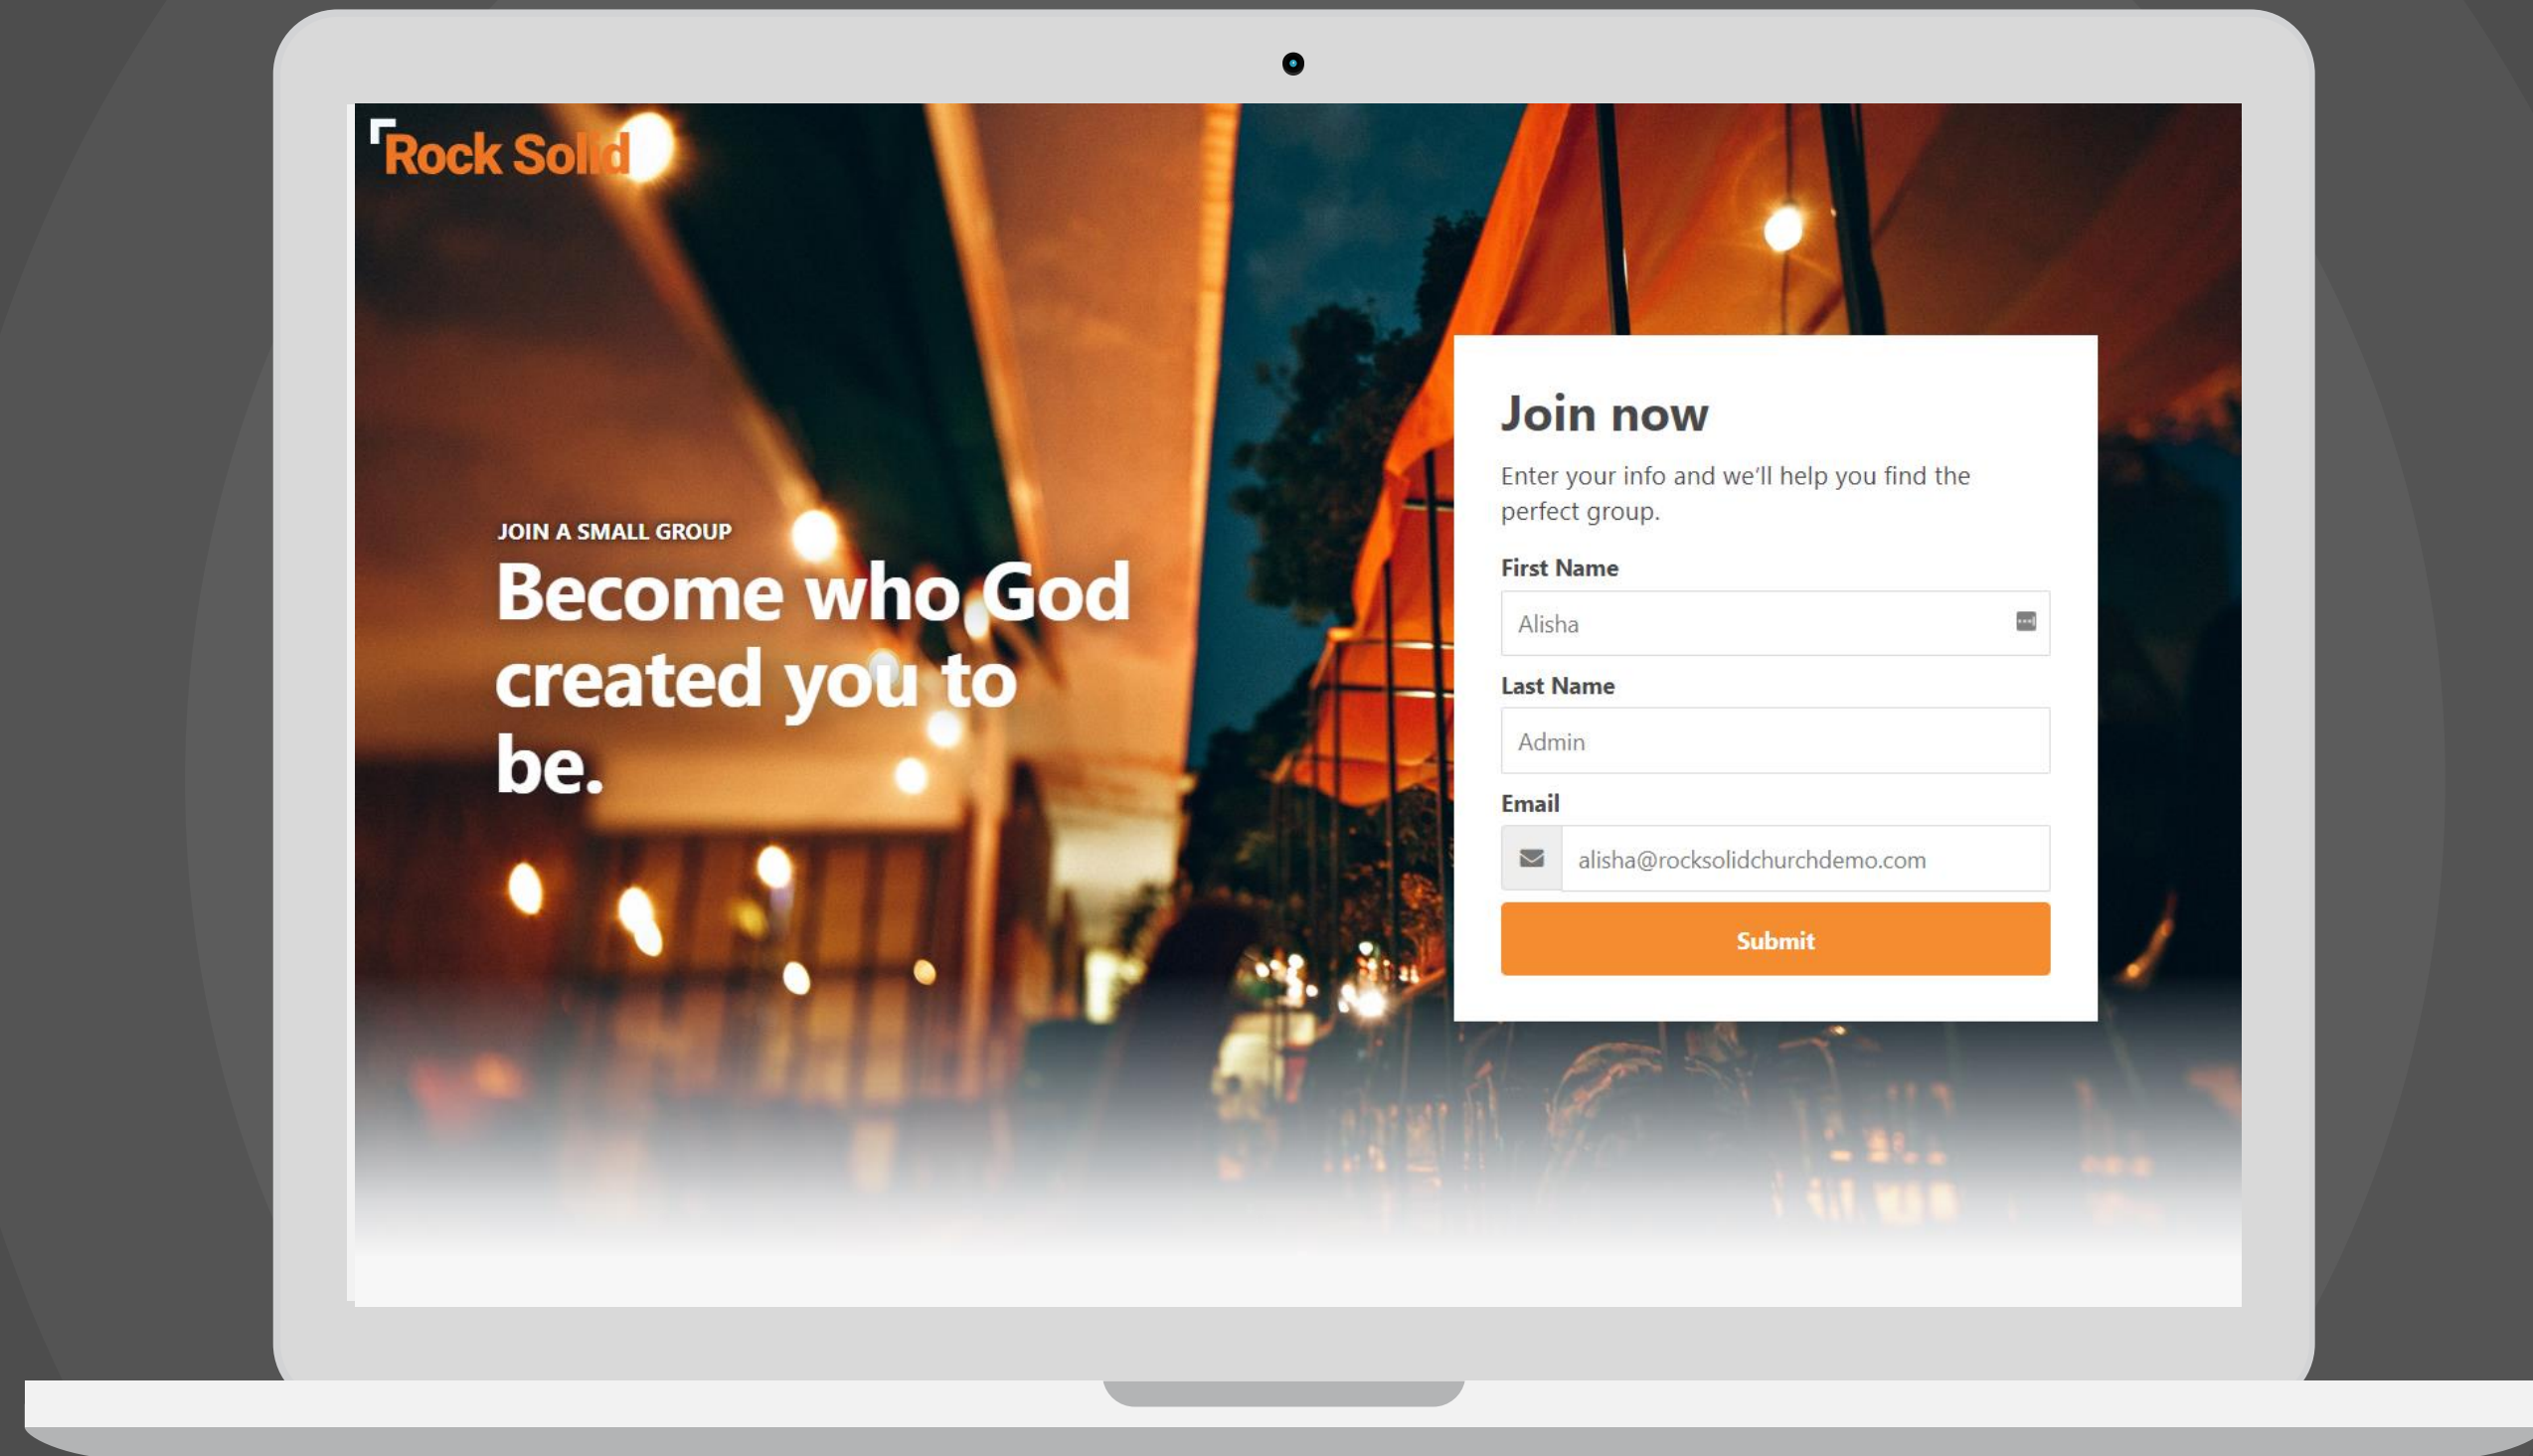 Rock Solid
JOIN A SMALL GROUP
Become who God
created you to
be.
Join now
Enter your info and we'll help you find the
perfect group.
First Name
Alisha
Last Name
Admin
Email
alisha@rocksolidchurchdemo.com
Submit